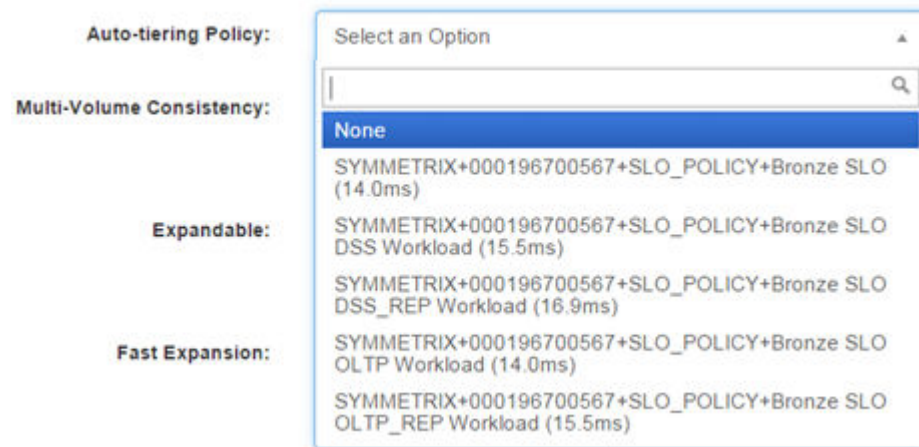 Auto-tiering Policy:
Select an Option
Multi-Volume Consistency:
None
SYMMETRIX+000196700567+SLO_POLICY+Bronze SLO
(14.0ms)
Expandable:
SYMMETRIX+000196700567+SLO_POLICY+Bronze SLO
DSS Workload (15.5ms)
SYMMETRIX+000196700567+SLO_POLICY+Bronze SLO
DSS_REP Workload (16.9ms)
Fast Expansion:
SYMMETRIX+000196700567+SLO_POLICY+Bronze SLO
OLTP Workload (14.0ms)
SYMMETRIX+000196700567+SLO_POLICY+Bronze SLO
OLTP_REP Workload (15.5ms)